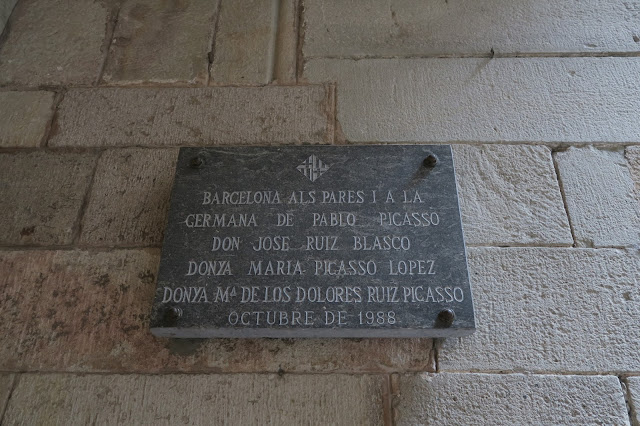 BARCELONA ALS PARES I A LA
GERMANA DE PABLO PICASSO
DON JOSE RUIZ BLASCO
DONYA MARIA PICASSO LOPEZ
DONYA Mª DE LOS DOLORES RUIZ PICASSO
OCTUBRE DE 1988